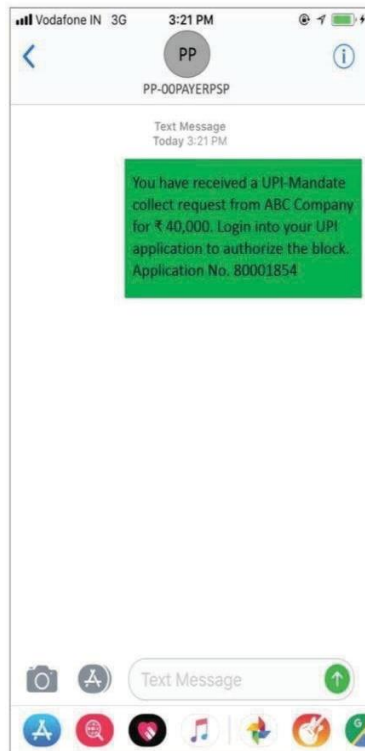 Vodafone IN 3G 3:21 PM
PP
PP-00PAYERPSP
Text Message
Today 3:21 PM
You have received a UPI-Mandate
collect request from ABC Company
for ₹ 40,000. Login into your UPI
application to authorize the block.
Application No. 80001854
Text Message